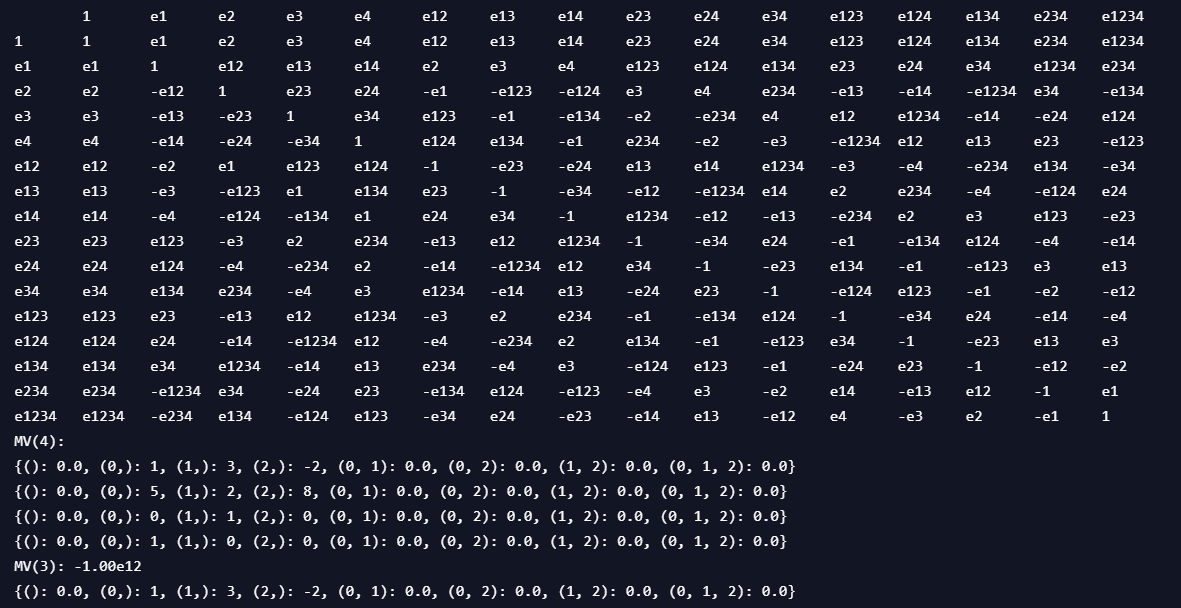 1 e1 e2 e3 e4 e12 e13 e14 e23 e24 e34 e123 e124 e134 e234 e1234
1 1 e1 e2 e3 e4 e12 e13 e14 e23 e24 e34 e123 e124 e134 e234 e1234
e1 e1 1 e12 e13 e14 e2 e3 e4 e123 e124 e134 e23 e24 e34 e1234 e234
e2 e2 -e12 1 e23 e24 -e1 -e123 -e124 e3 e4 e234 -e13 -e14 -e1234 e34 -e134
e3 e3 -e13 -e23 1 e34 e123 -e1 -e134 -e2 -e234 e4 e12 e1234 -e14 -e24 e124
e4 e4 -e14 -e24 -e34 1 e124 e134 -e1 e234 -e2 -e3 -e1234 e12 e13 e23 -e123
e12 e12 -e2 e1 e123 e124 -1 -e23 -e24 e13 e14 e1234 -e3 -e4 -e234 e134 -e34
e13 e13 -e3 -e123 e1 e134 e23 -1 -e34 -e12 -e1234 e14 e2 e234 -e4 -e124 e24
e14 e14 -e4 -e124 -e134 e1 e24 e34 -1 e1234 -e12 -e13 -e234 e2 e3 e123 -e23
e23 e23 e123 -e3 e2 e234 -e13 e12 e1234 -1 -e34 e24 -e1 -e134 e124 -e4 -e14
e24 e24 e124 -e4 -e234 e2 -e14 -e1234 e12 e34 -1 -e23 e134 -e1 -e123 e3 e13
e34 e34 e134 e234 -e4 e3 e1234 -e14 e13 -e24 e23 -1 -e124 e123 -e1 -e2 -e12
e123 e123 e23 -e13 e12 e1234 -e3 e2 e234 -e1 -e134 e124 -1 -e34 e24 -e14 -e4
e124 e124 e24 -e14 -e1234 e12 -e4 -e234 e2 e134 -e1 -e123 e34 -1 -e23 e13 e3
e134 e134 e34 e1234 -e14 e13 e234 -e4 e3 -e124 e123 -e1 -e24 e23 -1 -e12 -e2
e234 e234 -e1234 e34 -e24 e23 -e134 e124 -e123 -e4 e3 -e2 e14 -e13 e12 -1 e1
e1234 e1234 -e234 e134 -e124 e123 -e34 e24 -e23 -e14 e13 -e12 e4 -e3 e2 -e1 1
MV(4):
{(): 0.0, (0,): 1, (1,): 3, (2,): -2, (0, 1): 0.0, (0, 2): 0.0, (1, 2): 0.0, (0, 1, 2): 0.0}
{(): 0.0, (0,): 5, (1,): 2, (2,): 8, (0, 1): 0.0, (0, 2): 0.0, (1, 2): 0.0, (0, 1, 2): 0.0}
{(): 0.0, (0,): 0, (1,): 1, (2,): 0, (0, 1): 0.0, (0, 2): 0.0, (1, 2): 0.0, (0, 1, 2): 0.0}
{(): 0.0, (0,): 1, (1,): 0, (2,): 0, (0, 1): 0.0, (0, 2): 0.0, (1, 2): 0.0, (0, 1, 2): 0.0}
MV(3): -1.00e12
{(): 0.0, (0,): 1, (1,): 3, (2,): -2, (0, 1): 0.0, (0, 2): 0.0, (1, 2): 0.0, (0, 1, 2): 0.0}